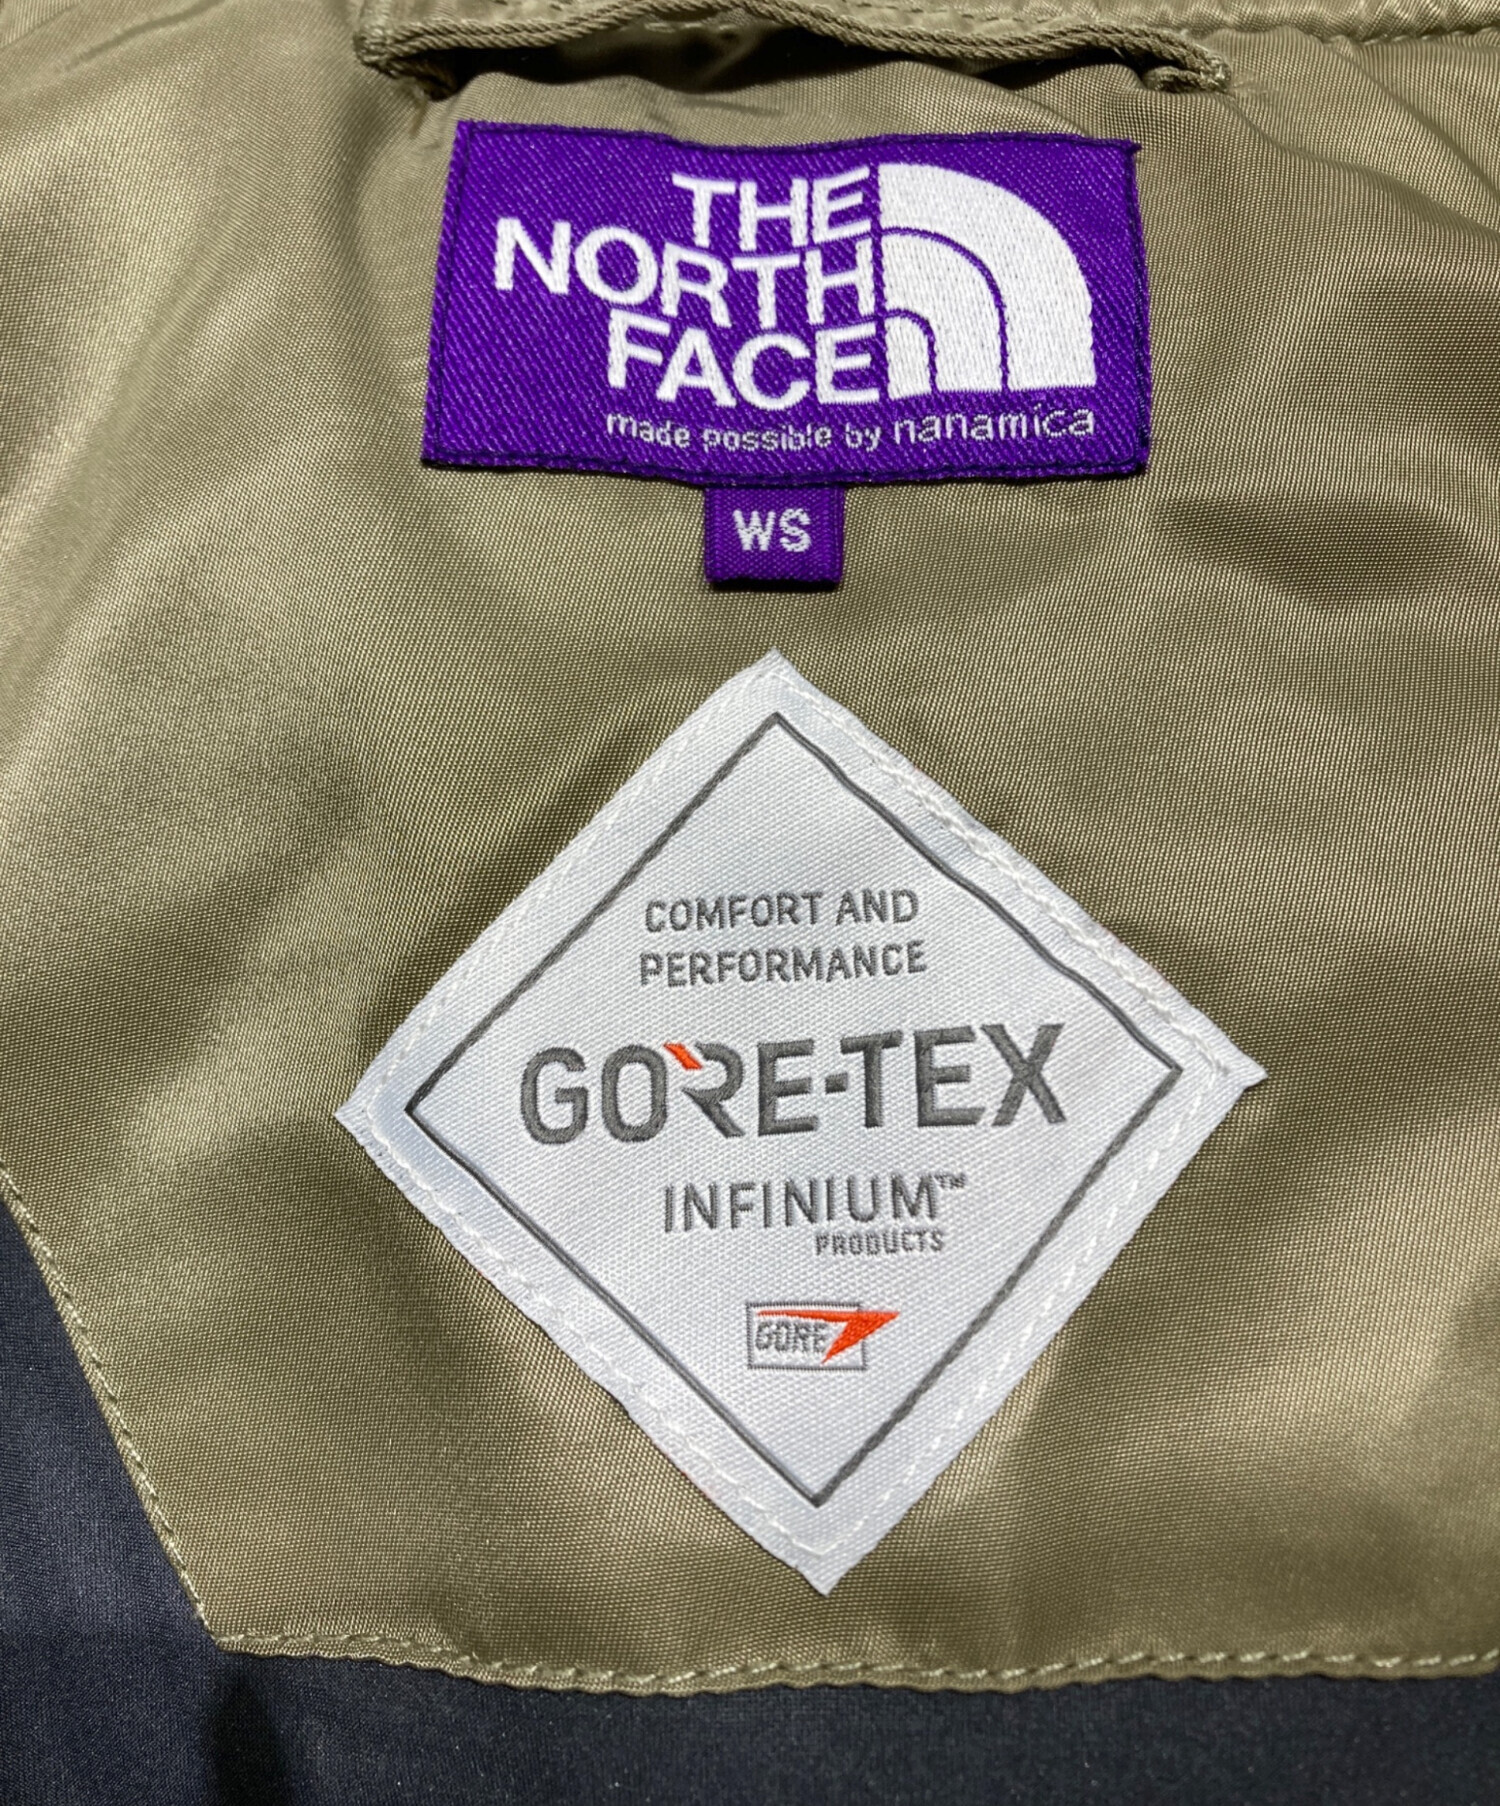 THE
NORTH
FACE
made possible by nanamica
WS
COMFORT AND
PERFORMANCE
GORE-TEX
INFINIUM™
PRODUCTS
GORE